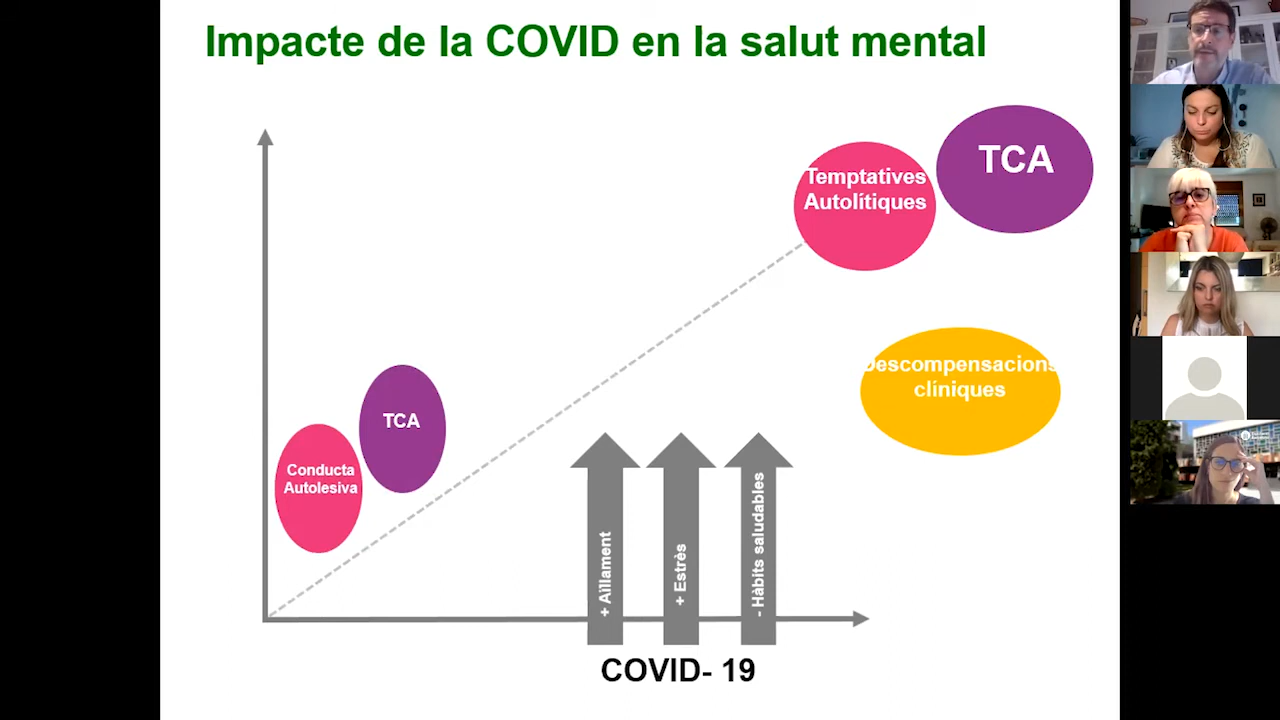 Impacte de la COVID en la salut mental
Temptatives
Autolítiques
TCA
TCA
Conducta
Autolesiva
Descompensacions
clíniques
+ Aïllament
+ Estrès
- Hàbits saludables
COVID- 19